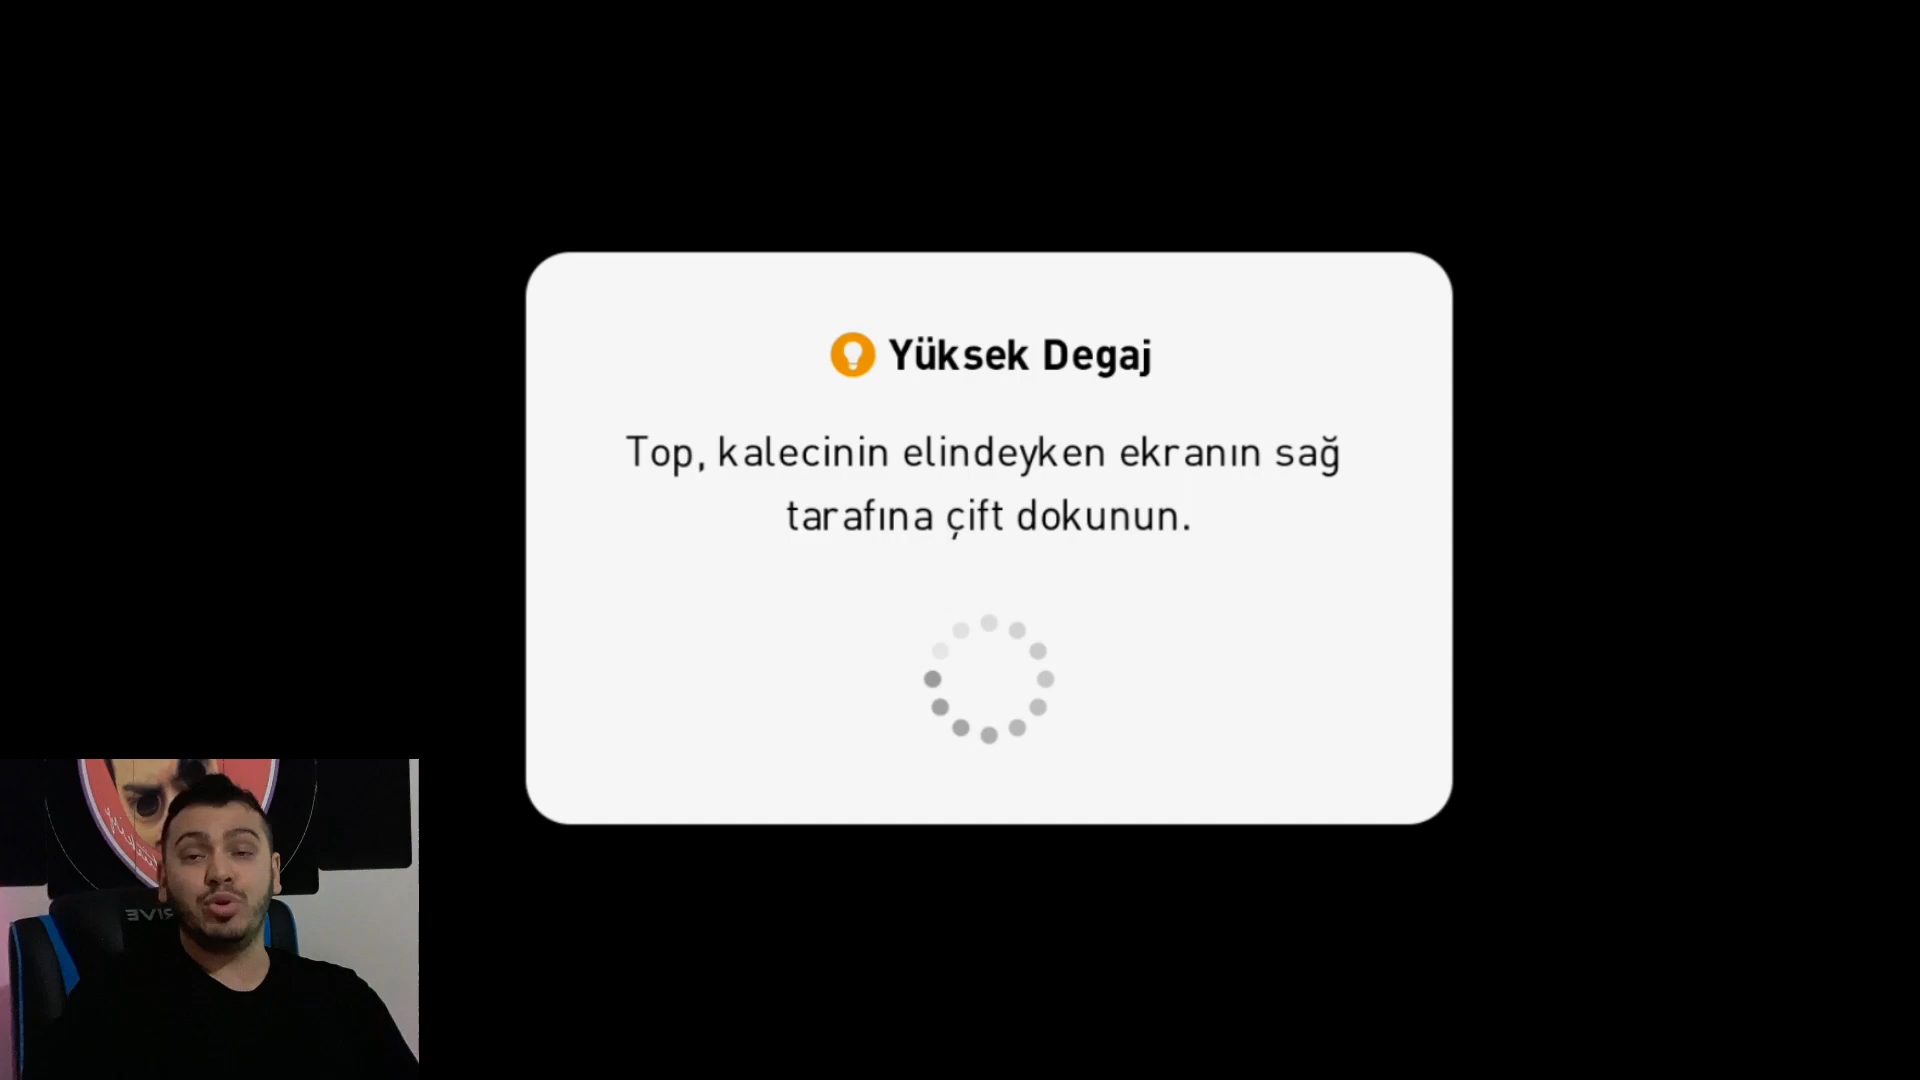 Yüksek Degaj
Top, kalecinin elindeyken ekranın sağ
tarafına çift dokunun.